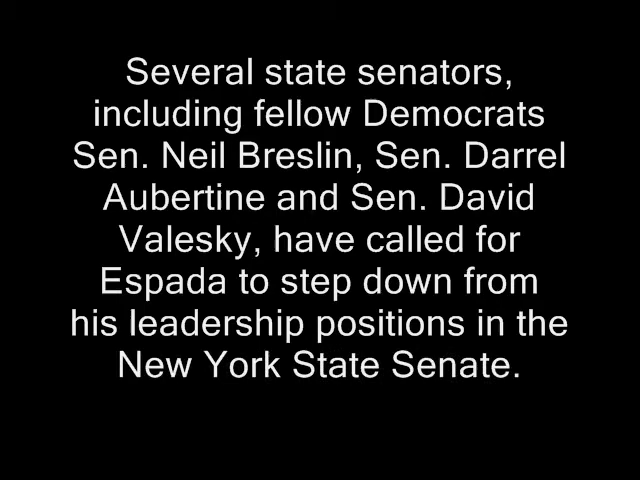 Several state senators,
including fellow Democrats
Sen. Neil Breslin, Sen. Darrel
Aubertine and Sen. David
Valesky, have called for
Espada to step down from
his leadership positions in the
New York State Senate.